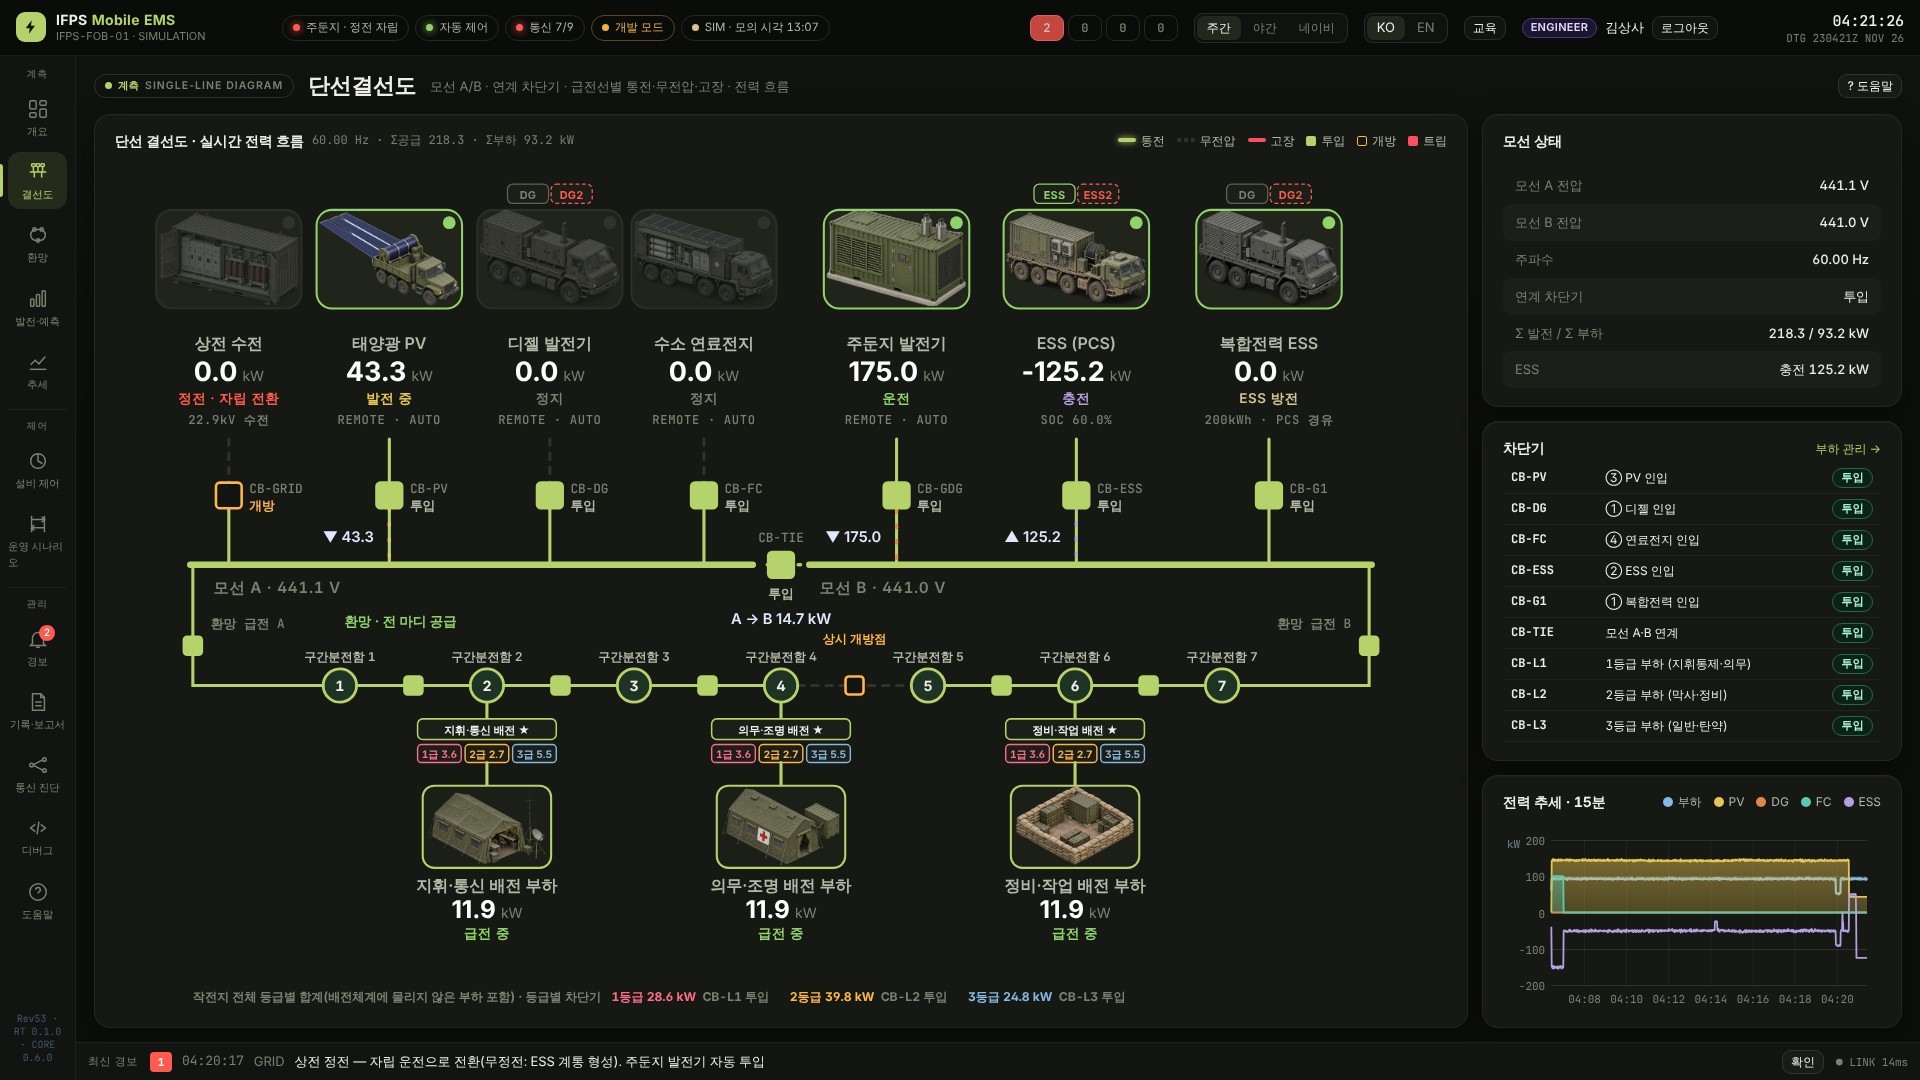 IFPS Mobile EMS
IFPS-FOB-01 · SIMULATION
주둔지 · 정전 자립
자동 제어
통신 7/9
개발 모드
SIM · 모의 시각 13:07
2 0 0 0
주간 야간 네이비
KO EN
교육
ENGINEER 김상사 로그아웃
04:21:26
DTG 230421Z NOV 26
계측
개요
결선도
환망
발전·예측
추세
제어
설비 제어
운영 시나리오
관리
2
경보
기록·보고서
통신 진단
디버그
도움말
Rev53 · RT 0.1.0 · CORE 0.6.0
계측 SINGLE-LINE DIAGRAM
단선결선도
모선 A/B · 연계 차단기 · 급전선별 통전·무전압·고장 · 전력 흐름
? 도움말
단선 결선도 · 실시간 전력 흐름 60.00 Hz · Σ공급 218.3 · Σ부하 93.2 kW
통전 무전압 고장 투입 개방 트립
DG DG2
ESS ESS2
DG DG2
상전 수전 태양광 PV 디젤 발전기 수소 연료전지 주둔지 발전기 ESS (PCS) 복합전력 ESS
0.0 kW 43.3 kW 0.0 kW 0.0 kW 175.0 kW -125.2 kW 0.0 kW
정전 · 자립 전환 발전 중 정지 정지 운전 충전 ESS 방전
22.9kV 수전 REMOTE · AUTO REMOTE · AUTO REMOTE · AUTO REMOTE · AUTO SOC 60.0% 200kWh · PCS 경유
CB-GRID CB-PV CB-DG CB-FC CB-GDG CB-ESS CB-G1
개방 투입 투입 투입 투입 투입 투입
▼ 43.3 CB-TIE ▼ 175.0 ▲ 125.2
모선 A · 441.1 V 투입 모선 B · 441.0 V
환망 급전 A 환망 · 전 마디 공급 A → B 14.7 kW 환망 급전 B
상시 개방점
구간분전함 1 구간분전함 2 구간분전함 3 구간분전함 4 구간분전함 5 구간분전함 6 구간분전함 7
1 2 3 4 5 6 7
지휘·통신 배전 ★ 의무·조명 배전 ★ 정비·작업 배전 ★
1급 3.6 2급 2.7 3급 5.5 1급 3.6 2급 2.7 3급 5.5 1급 3.6 2급 2.7 3급 5.5
지휘·통신 배전 부하 의무·조명 배전 부하 정비·작업 배전 부하
11.9 kW 11.9 kW 11.9 kW
급전 중 급전 중 급전 중
작전지 전체 등급별 합계(배전체계에 물리지 않은 부하 포함) · 등급별 차단기 1등급 28.6 kW CB-L1 투입 2등급 39.8 kW CB-L2 투입 3등급 24.8 kW CB-L3 투입
모선 상태
모선 A 전압 441.1 V
모선 B 전압 441.0 V
주파수 60.00 Hz
연계 차단기 투입
Σ 발전 / Σ 부하 218.3 / 93.2 kW
ESS 충전 125.2 kW
차단기 부하 관리 →
CB-PV ③ PV 인입 투입
CB-DG ① 디젤 인입 투입
CB-FC ④ 연료전지 인입 투입
CB-ESS ② ESS 인입 투입
CB-G1 ① 복합전력 인입 투입
CB-TIE 모선 A·B 연계 투입
CB-L1 1등급 부하 (지휘통제·의무) 투입
CB-L2 2등급 부하 (막사·정비) 투입
CB-L3 3등급 부하 (일반·탄약) 투입
전력 추세 · 15분 부하 PV DG FC ESS
kW 200
100
0
-100
-200
04:08 04:10 04:12 04:14 04:16 04:18 04:20
최신 경보 1 04:20:17 GRID 상전 정전 — 자립 운전으로 전환(무정전: ESS 계통 형성). 주둔지 발전기 자동 투입 확인 LINK 14ms